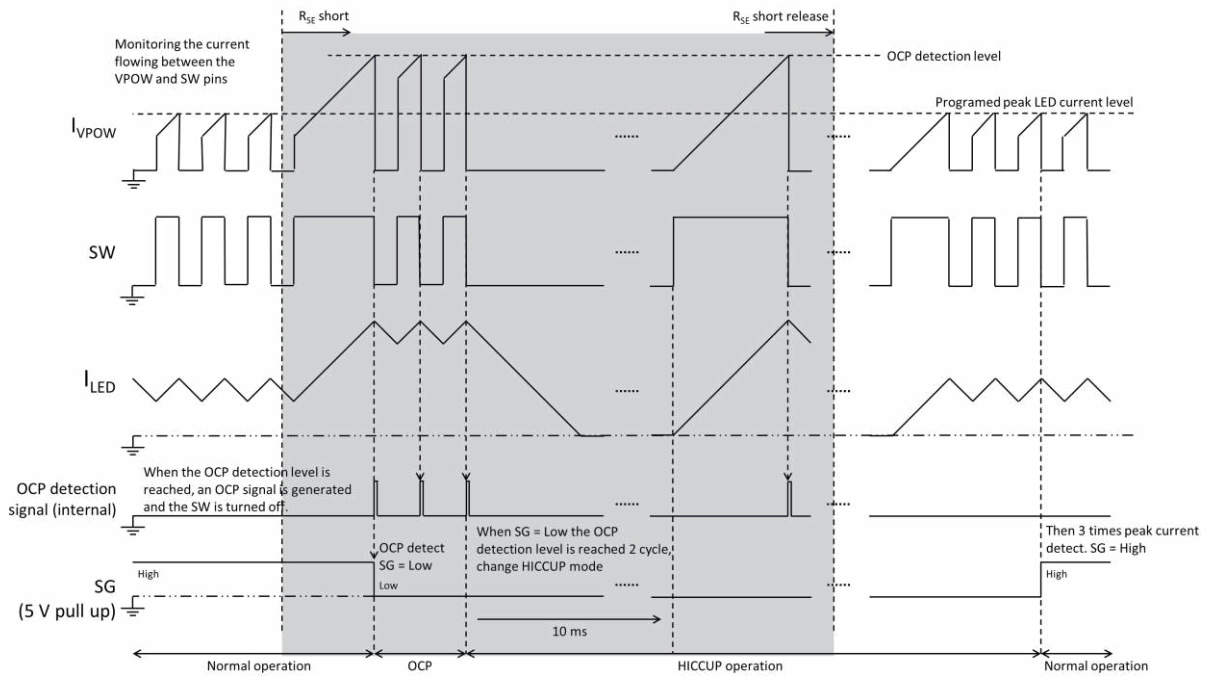 R_SE short
R_SE short release
Monitoring the current
flowing between the
VPOW and SW pins
OCP detection level
Programed peak LED current level
I_VPOW
......
......
SW
......
......
I_LED
......
......
When the OCP detection level is
reached, an OCP signal is generated
and the SW is turned off.
OCP detection
signal (internal)
......
......
When SG = Low the OCP
detection level is reached 2 cycle,
change HICCUP mode
Then 3 times peak current
detect. SG = High
OCP detect
SG = Low
High
Low
High
SG
(5 V pull up)
......
......
10 ms
Normal operation
OCP
HICCUP operation
Normal operation